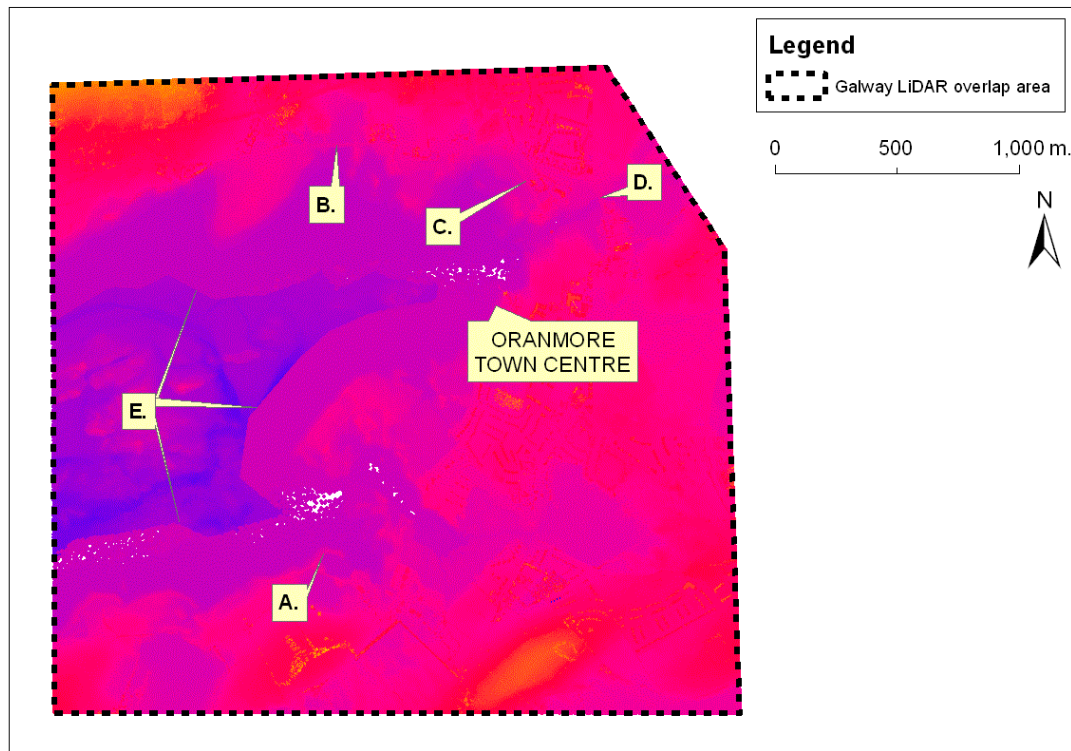 Legend
Galway LiDAR overlap area
0 500 1,000 m.
N
B.
D.
C.
ORANMORE
TOWN CENTRE
E.
A.